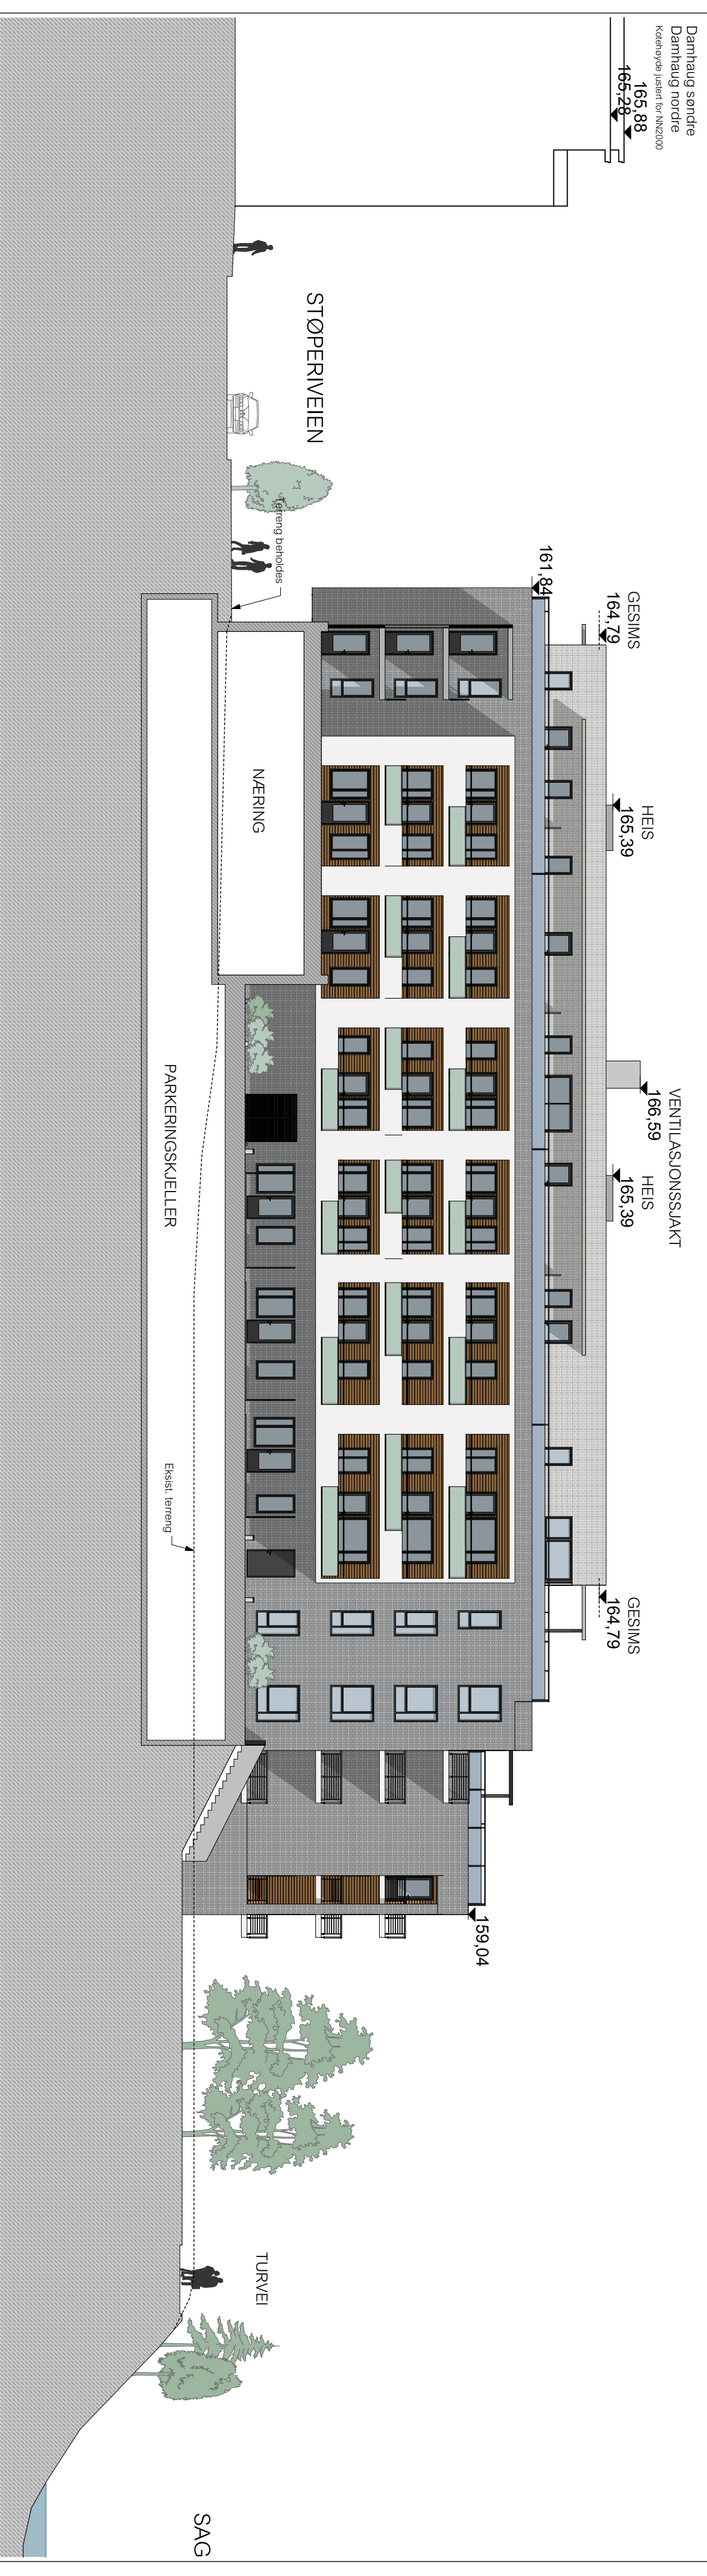 Damhaug søndre
Damhaug nordre
Kotehøyde justert for NN2000
165,88
165,28
STØPERIVEIEN
Terreng beholdes
161,84
GESIMS
164,79
HEIS
165,39
VENTILASJONSSJAKT
166,59
HEIS
165,39
GESIMS
164,79
NÆRING
PARKERINGSKJELLER
Eksist. terreng
159,04
TURVEI
SAG